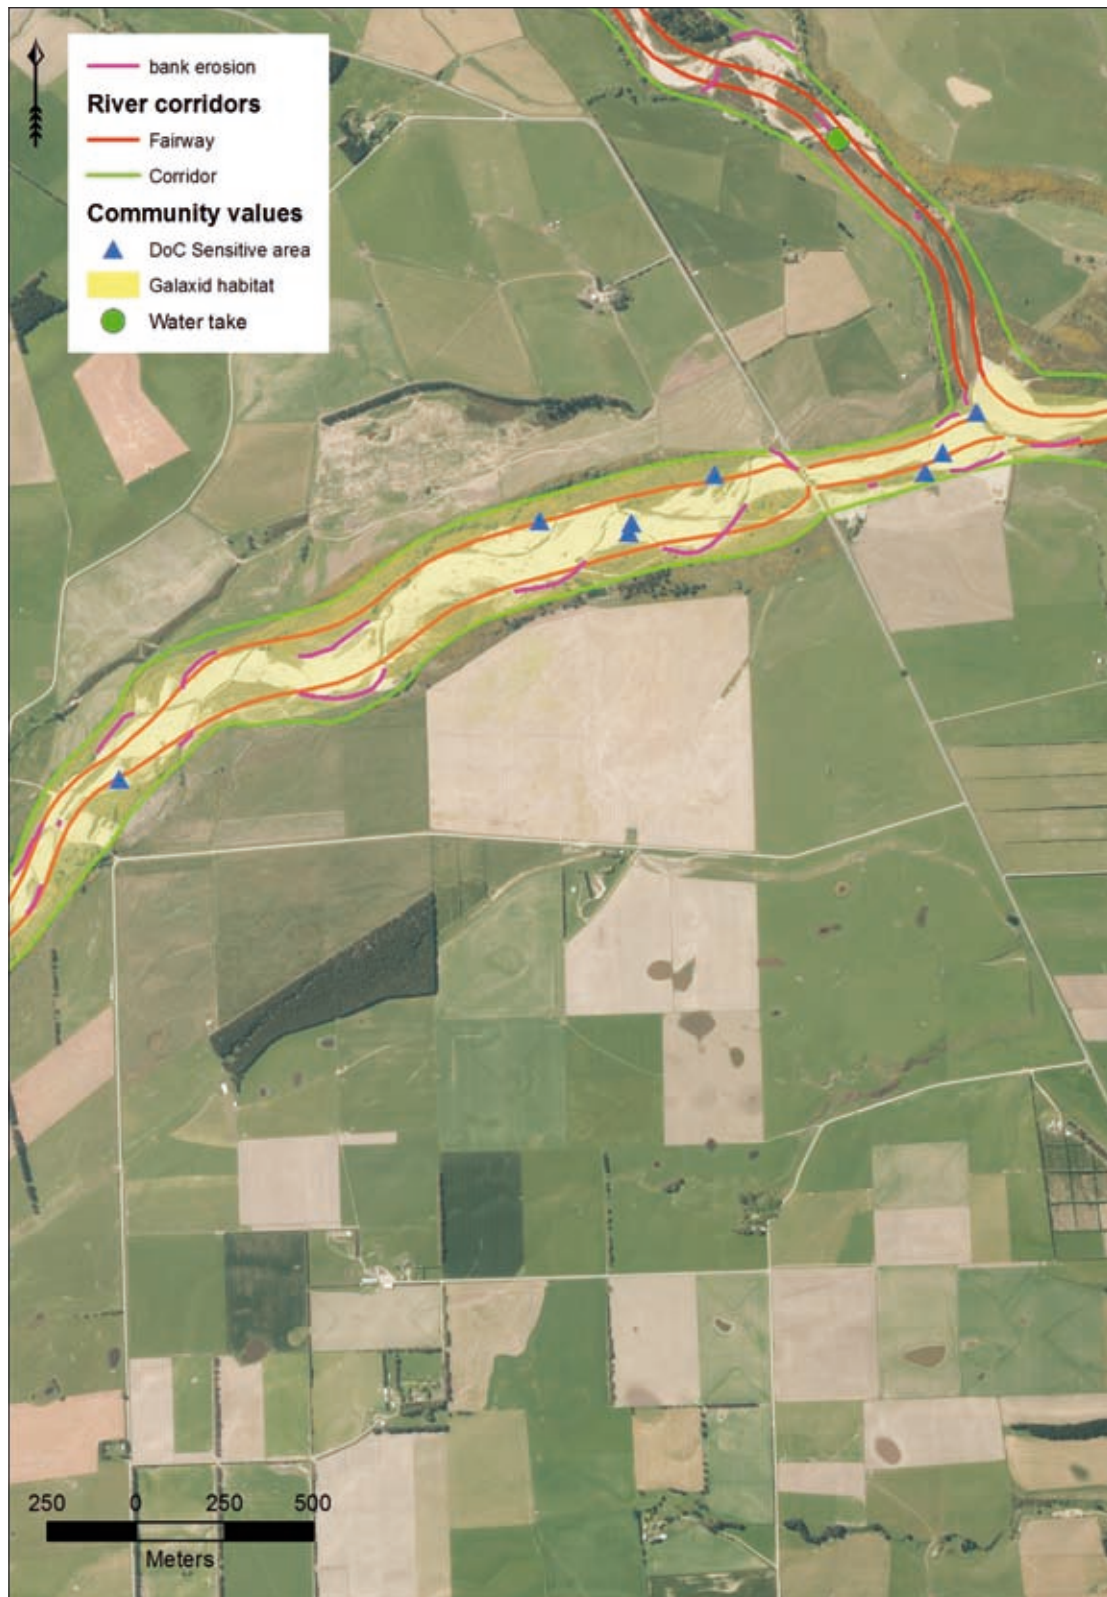 bank erosion
River corridors
Fairway
Corridor
Community values
DoC Sensitive area
Galaxid habitat
Water take
250 0 250 500
Meters